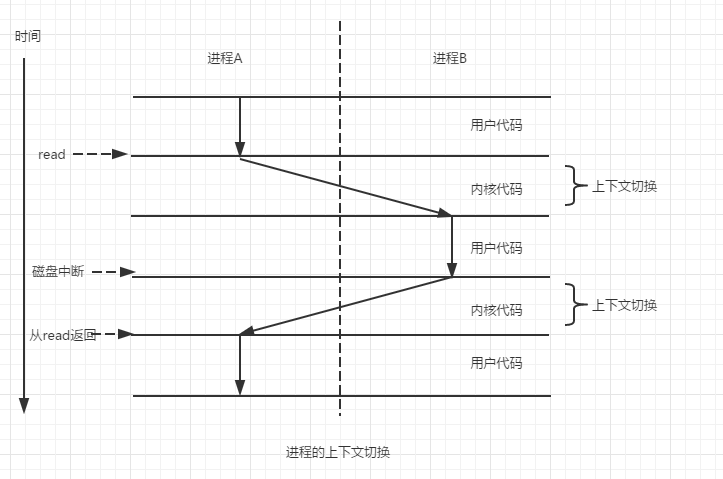 时间
进程A
进程B
用户代码
read
内核代码
上下文切换
用户代码
磁盘中断
内核代码
上下文切换
从read返回
用户代码
进程的上下文切换